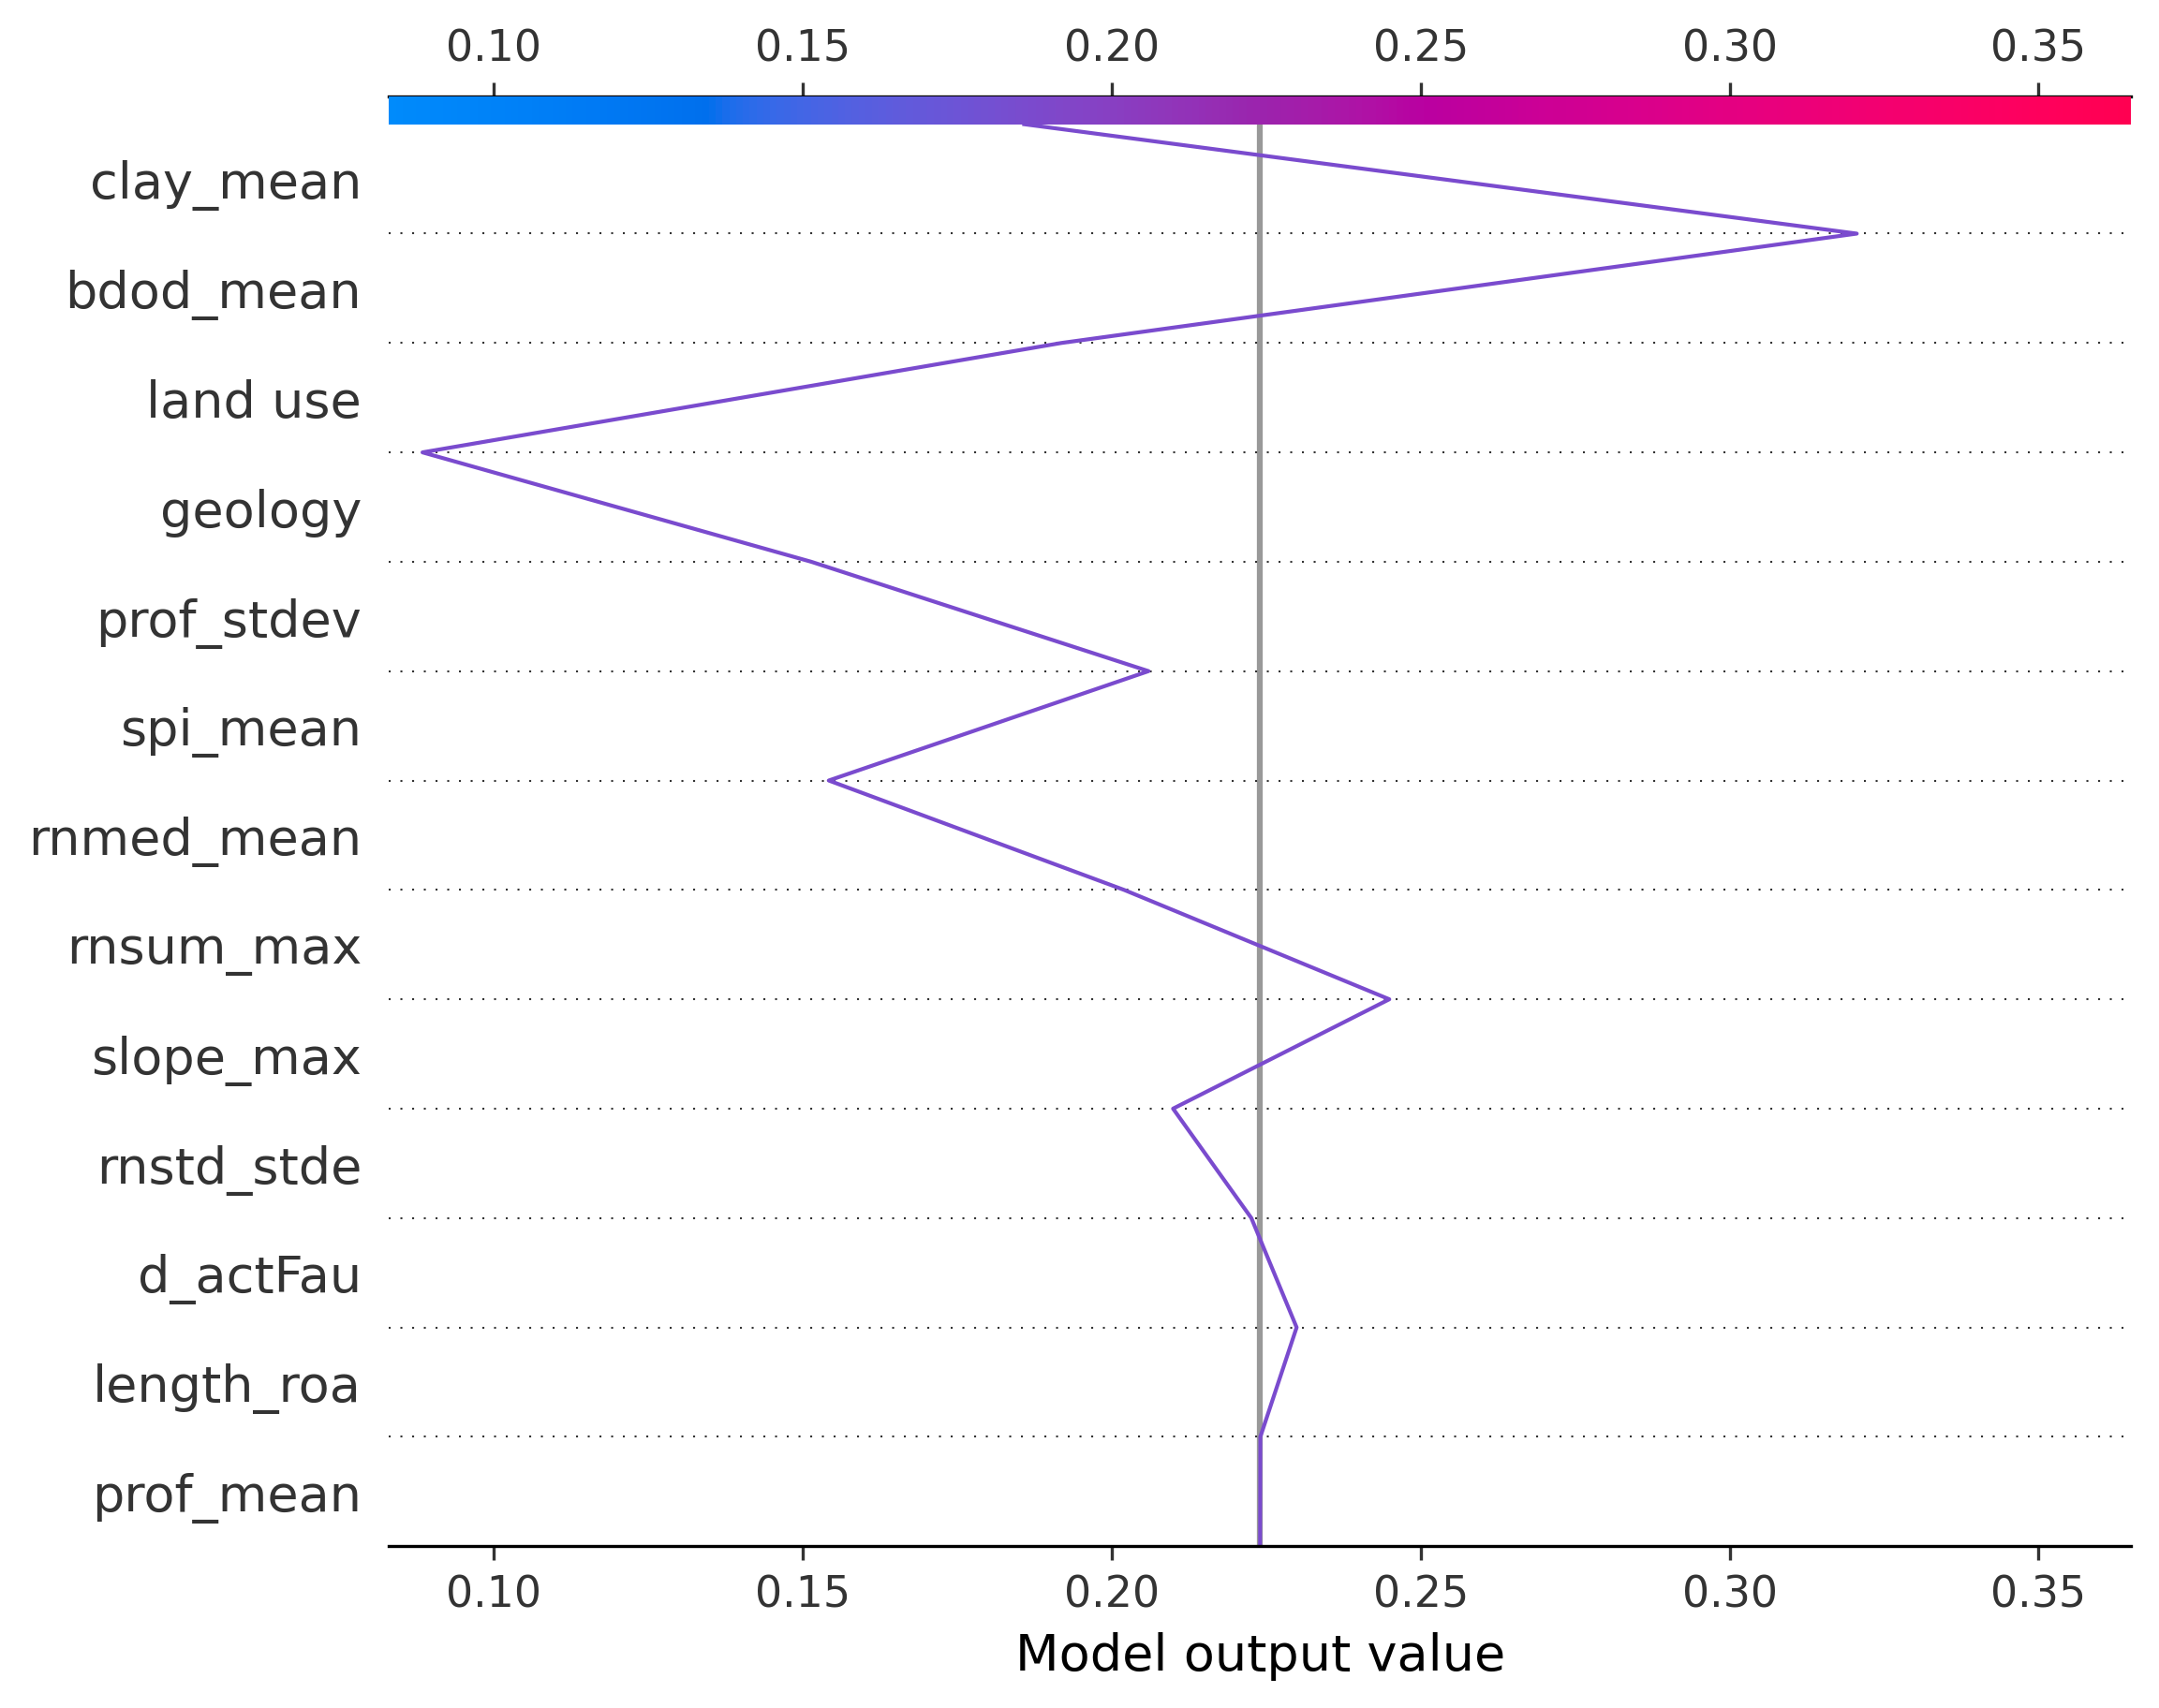 0.10 0.15 0.20 0.25 0.30 0.35
clay_mean
bdod_mean
land use
geology
prof_stdev
spi_mean
rnmed_mean
rnsum_max
slope_max
rnstd_stde
d_actFau
length_roa
prof_mean
0.10 0.15 0.20 0.25 0.30 0.35
Model output value